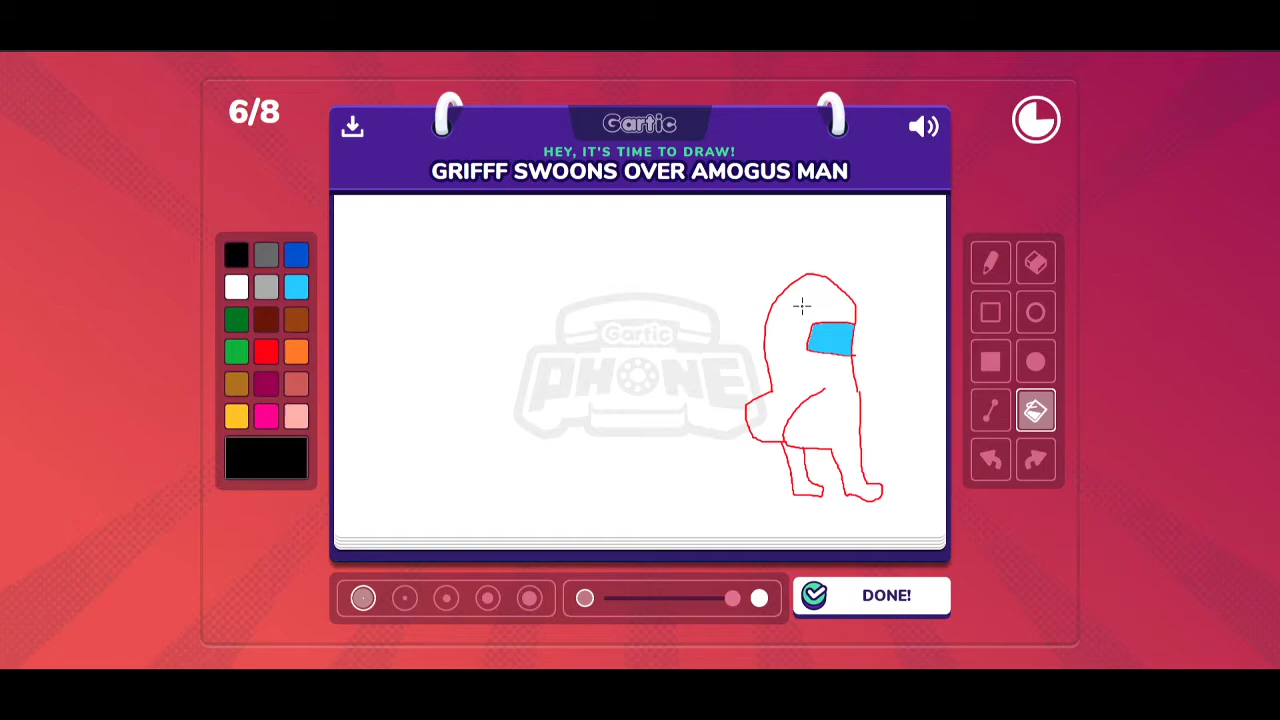 6/8
Gartic
HEY, IT'S TIME TO DRAW!
GRIFFF SWOONS OVER AMOGUS MAN
Gartic
PHONE
DONE!